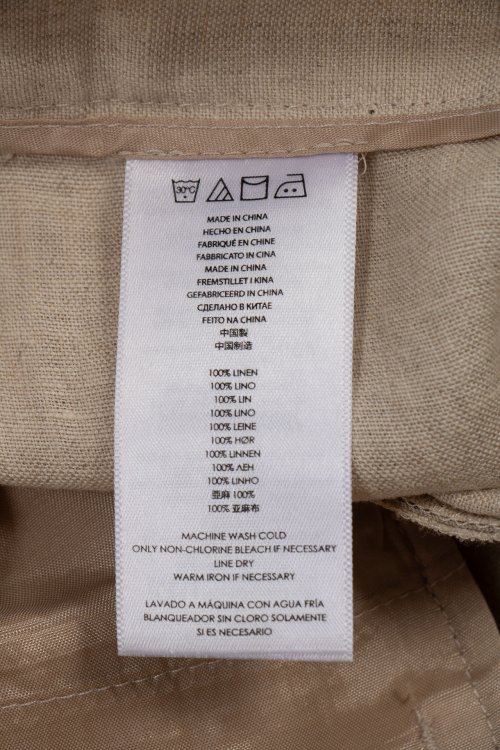 30°C
MADE IN CHINA
HECHO EN CHINA
FABRIQUÉ EN CHINE
FABBRICATO IN CINA
MADE IN CHINA
FREMSTILLET I KINA
GEFABRICEERD IN CHINA
СДЕЛАНО В КИТАЕ
FEITO NA CHINA
中国製
中国制造
100% LINEN
100% LINO
100% LIN
100% LINO
100% LEINE
100% HØR
100% LINNEN
100% ЛЕН
100% LINHO
亜麻 100%
100% 亚麻布
MACHINE WASH COLD
ONLY NON-CHLORINE BLEACH IF NECESSARY
LINE DRY
WARM IRON IF NECESSARY
LAVADO A MÁQUINA CON AGUA FRÍA
BLANQUEADOR SIN CLORO SOLAMENTE
SI ES NECESARIO